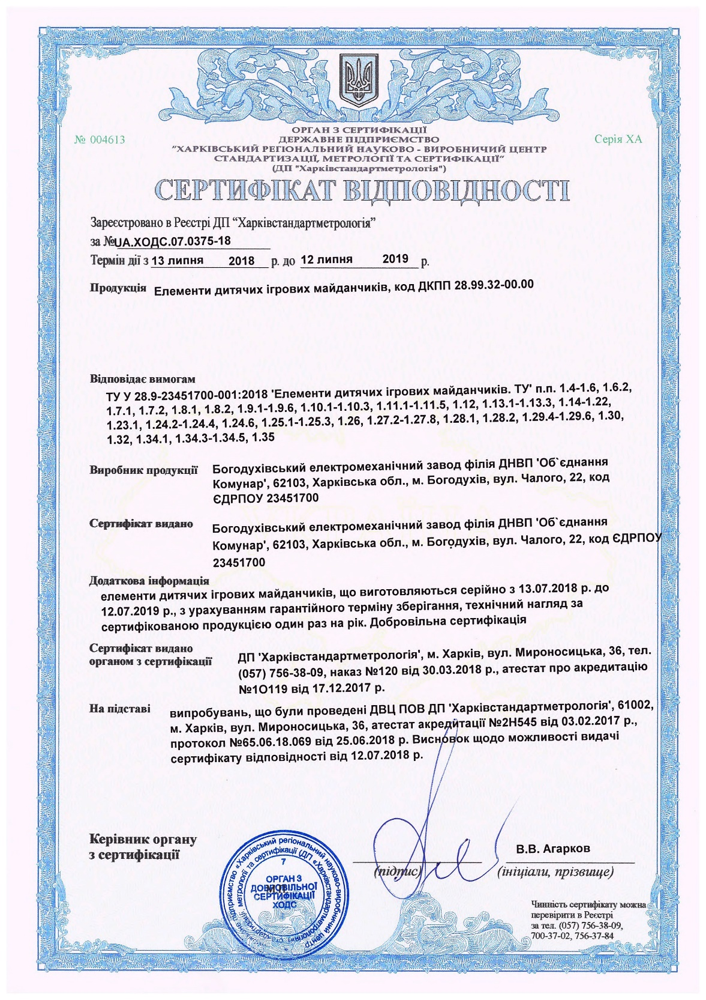 ОРГАН З СЕРТИФІКАЦІЇ
ДЕРЖАВНЕ ПІДПРИЄМСТВО
№ 004613
Серія ХА
"ХАРКІВСЬКИЙ РЕГІОНАЛЬНИЙ НАУКОВО - ВИРОБНИЧИЙ ЦЕНТР
СТАНДАРТИЗАЦІЇ, МЕТРОЛОГІЇ ТА СЕРТИФІКАЦІЇ"
(ДП "Харківстандартметрологія")
СЕРТИФІКАТ ВІДПОВІДНОСТІ
Зареєстровано в Реєстрі ДП “Харківстандартметрологія”
за № UA.ХОДС.07.0375-18
Термін дії з 13 липня 2018 р. до 12 липня 2019 р.
Продукція Елементи дитячих ігрових майданчиків, код ДКПП 28.99.32-00.00
Відповідає вимогам
ТУ У 28.9-23451700-001:2018 'Елементи дитячих ігрових майданчиків. ТУ' п.п. 1.4-1.6, 1.6.2,
1.7.1, 1.7.2, 1.8.1, 1.8.2, 1.9.1-1.9.6, 1.10.1-1.10.3, 1.11.1-1.11.5, 1.12, 1.13.1-1.13.3, 1.14-1.22,
1.23.1, 1.24.2-1.24.4, 1.24.6, 1.25.1-1.25.3, 1.26, 1.27.2-1.27.8, 1.28.1, 1.28.2, 1.29.4-1.29.6, 1.30,
1.32, 1.34.1, 1.34.3-1.34.5, 1.35
Виробник продукції Богодухівський електромеханічний завод філія ДНВП 'Об`єднання
Комунар', 62103, Харківська обл., м. Богодухів, вул. Чалого, 22, код
ЄДРПОУ 23451700
Сертифікат видано Богодухівський електромеханічний завод філія ДНВП 'Об`єднання
Комунар', 62103, Харківська обл., м. Богодухів, вул. Чалого, 22, код ЄДРПОУ
23451700
Додаткова інформація
елементи дитячих ігрових майданчиків, що виготовляються серійно з 13.07.2018 р. до
12.07.2019 р., з урахуванням гарантійного терміну зберігання, технічний нагляд за
сертифікованою продукцією один раз на рік. Добровільна сертифікація
Сертифікат видано
органом з сертифікації
ДП 'Харківстандартметрологія', м. Харків, вул. Мироносицька, 36, тел.
(057) 756-38-09, наказ №120 від 30.03.2018 р., атестат про акредитацію
№1О119 від 17.12.2017 р.
На підставі випробувань, що були проведені ДВЦ ПОВ ДП 'Харківстандартметрологія', 61002,
м. Харків, вул. Мироносицька, 36, атестат акредитації №2Н545 від 03.02.2017 р.,
протокол №65.06.18.069 від 25.06.2018 р. Висновок щодо можливості видачі
сертифікату відповідності від 12.07.2018 р.
Керівник органу
з сертифікації
В.В. Агарков
(підпис)
(ініціали, прізвище)
М.П.
підприємство «Харківський регіональний науково-виробничий центр
метрології та сертифікації (ДП «Харківстандартметрологія»)
7
ОРГАН З
ДОБРОВІЛЬНОЇ
СЕРТИФІКАЦІЇ
ХОДС
Чинність сертифікату можна
перевірити в Реєстрі
за тел. (057) 756-38-09,
700-37-02, 756-37-84